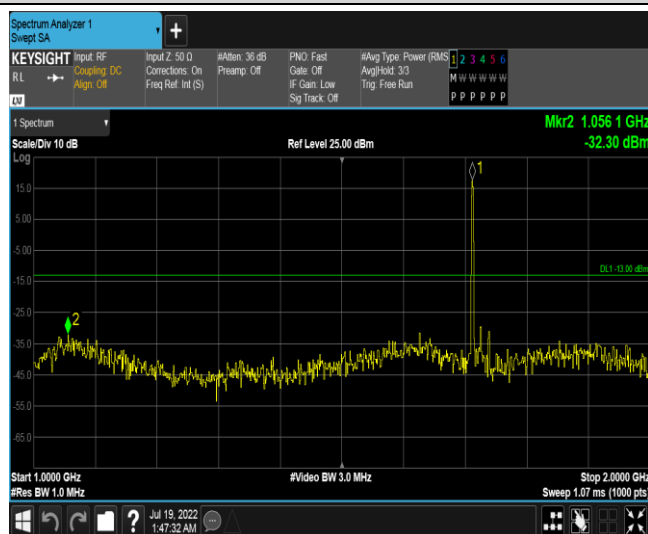 Spectrum Analyzer 1
Swept SA
+
KEYSIGHT
RL
LXI
Input: RF
Coupling: DC
Align: Off
Input Z: 50 Ω
Corrections: On
Freq Ref: Int (S)
#Atten: 36 dB
Preamp: Off
PNO: Fast
Gate: Off
IF Gain: Low
Sig Track: Off
#Avg Type: Power (RMS
Avg|Hold: 3/3
Trig: Free Run
1 2 3 4 5 6
M W W W W W
P P P P P P
1 Spectrum
Mkr2 1.056 1 GHz
Scale/Div 10 dB
Ref Level 25.00 dBm
-32.30 dBm
Log
1
15.0
5.00
-5.00
DL1 -13.00 dBm
-15.0
-25.0
2
-35.0
-45.0
-55.0
-65.0
Start 1.0000 GHz
#Video BW 3.0 MHz
Stop 2.0000 GHz
#Res BW 1.0 MHz
Sweep 1.07 ms (1000 pts)
?
Jul 19, 2022
1:47:32 AM